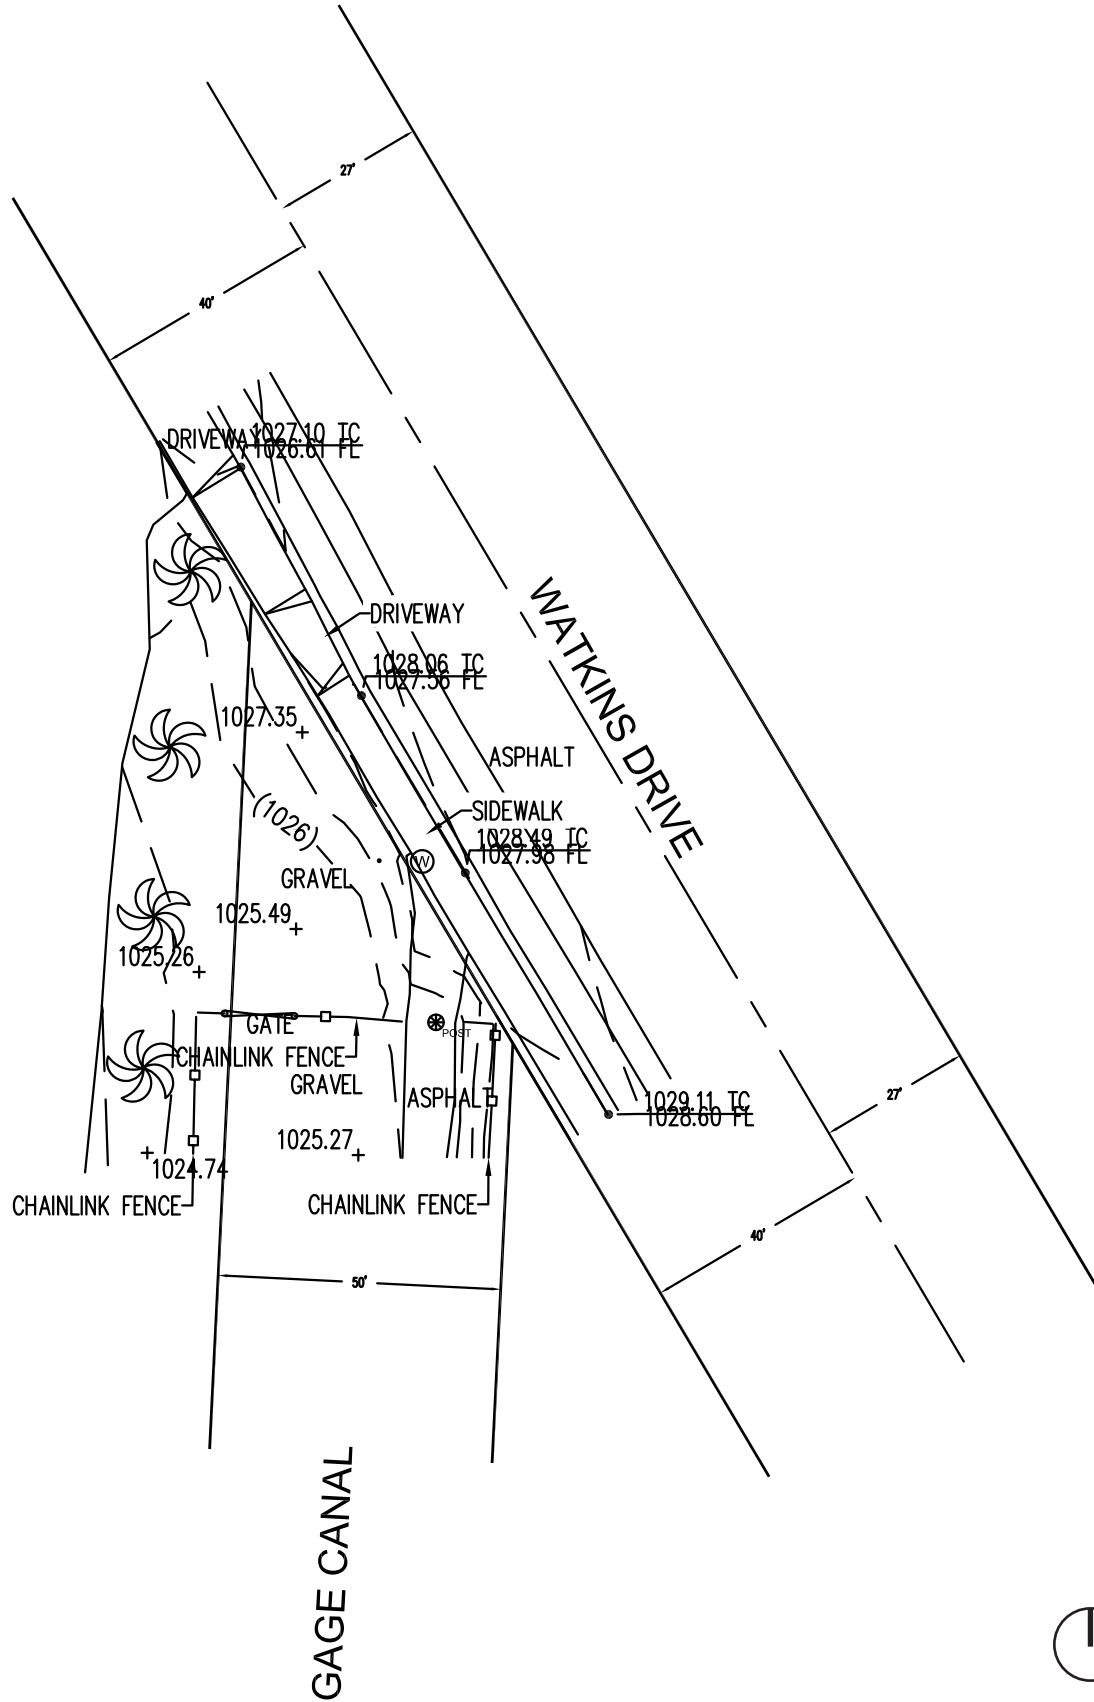 27'
40'
DRIVEWAY
1027.10 TC
1026.61 FL
DRIVEWAY
1028.06 TC
1027.56 FL
1027.35
WATKINS DRIVE
ASPHALT
(1026)
SIDEWALK
1028.49 TC
1027.98 FL
W
GRAVEL
1025.49
1025.26
GATE
POST
CHAINLINK FENCE
GRAVEL
ASPHALT
1029.11 TC
1028.60 FL
27'
1025.27
1024.74
CHAINLINK FENCE
CHAINLINK FENCE
40'
50'
GAGE CANAL